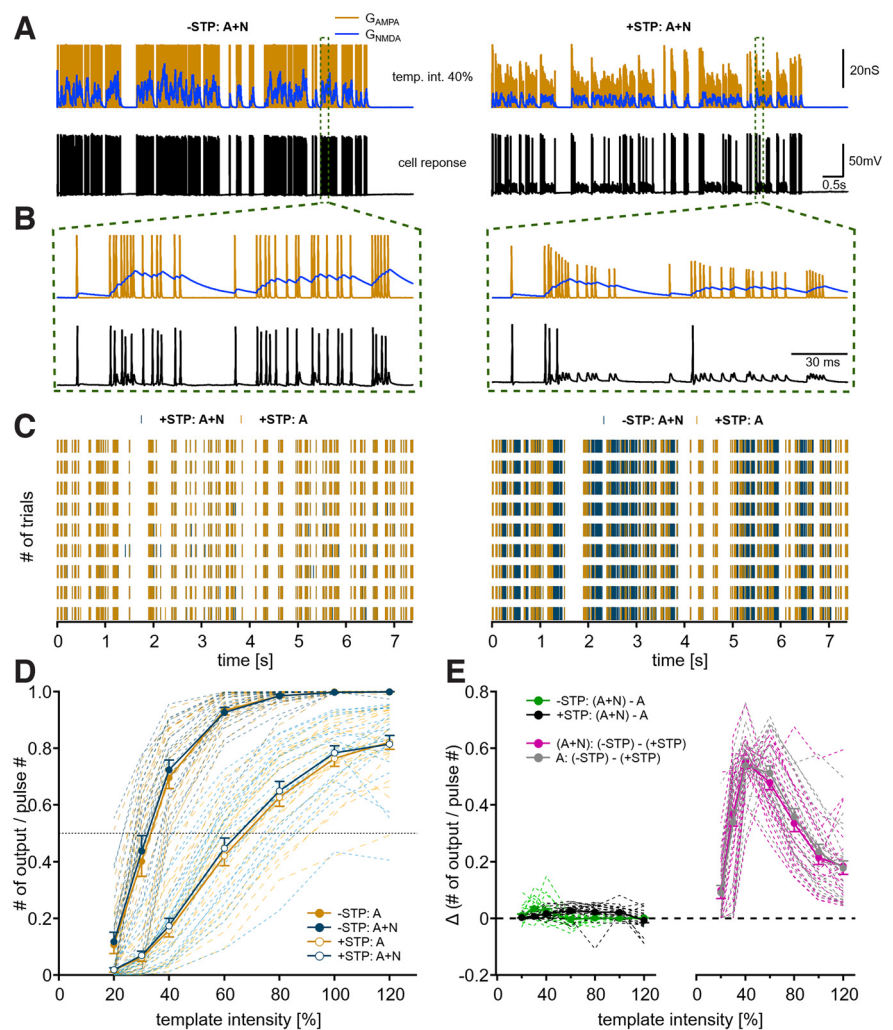 A
-STP: A+N
G_AMPA
G_NMDA
+STP: A+N
temp. int. 40%
20nS
cell reponse
50mV
0.5s
B
30 ms
C
+STP: A+N
+STP: A
-STP: A+N
+STP: A
# of trials
0
1
2
3
4
5
6
7
time [s]
0
1
2
3
4
5
6
7
time [s]
D
1.0
0.8
0.6
0.4
0.2
0
# of output / pulse #
-STP: A
-STP: A+N
+STP: A
+STP: A+N
0
20
40
60
80
100
120
template intensity [%]
E
0.8
0.6
0.4
0.2
0
-0.2
Δ (# of output / pulse #)
-STP: (A+N) - A
+STP: (A+N) - A
(A+N): (-STP) - (+STP)
A: (-STP) - (+STP)
0
40
80
120
0
40
80
120
template intensity [%]